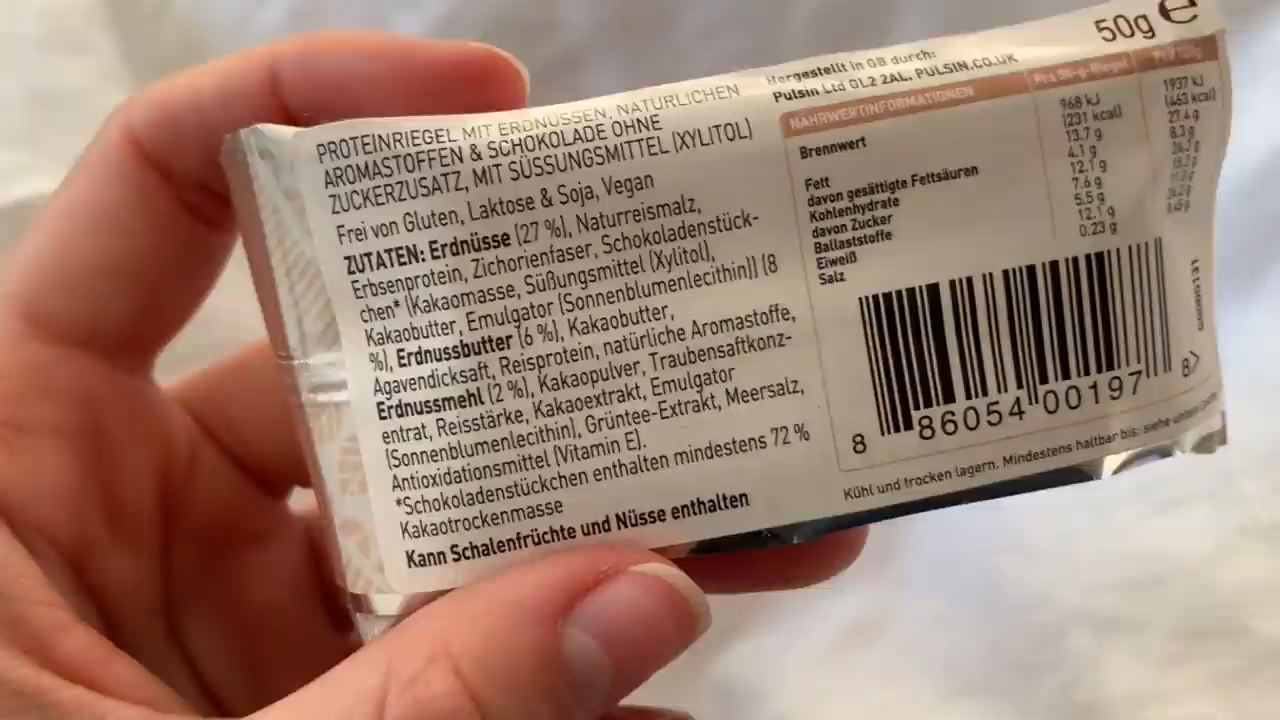 PROTEINRIEGEL MIT ERDNÜSSEN, NATÜRLICHEN
AROMASTOFFEN & SCHOKOLADE OHNE
ZUCKERZUSATZ, MIT SÜSSUNGSMITTEL (XYLITOL)
Frei von Gluten, Laktose & Soja, Vegan
ZUTATEN: Erdnüsse (27 %), Naturreismalz,
Erbsenprotein, Zichorienfaser, Schokoladenstück-
chen* (Kakaomasse, Süßungsmittel (Xylitol),
Kakaobutter, Emulgator (Sonnenblumenlecithin)) (8
%), Erdnussbutter (6 %), Kakaobutter,
Agavendicksaft, Reisprotein, natürliche Aromastoffe,
Erdnussmehl (2 %), Kakaopulver, Traubensaftkonz-
entrat, Reisstärke, Kakaoextrakt, Emulgator
(Sonnenblumenlecithin), Grüntee-Extrakt, Meersalz,
Antioxidationsmittel (Vitamin E).
*Schokoladenstückchen enthalten mindestens 72 %
Kakaotrockenmasse
Kann Schalenfrüchte und Nüsse enthalten
50g e
Hergestellt in GB durch:
Pulsin Ltd GL2 2AL, PULSIN.CO.UK
NÄHRWERTINFORMATIONEN Pro 50-g-Riegel Pro 100g
Brennwert 968 kJ 1937 kJ
(231 kcal) (463 kcal)
Fett 13.7 g 27.4 g
davon gesättigte Fettsäuren 4.1 g 8.3 g
Kohlenhydrate 12.1 g
davon Zucker 7.6 g
Ballaststoffe 5.5 g
Eiweiß 12.1 g
Salz 0.23 g
8 86054 00197 8
Kühl und trocken lagern. Mindestens haltbar bis: siehe